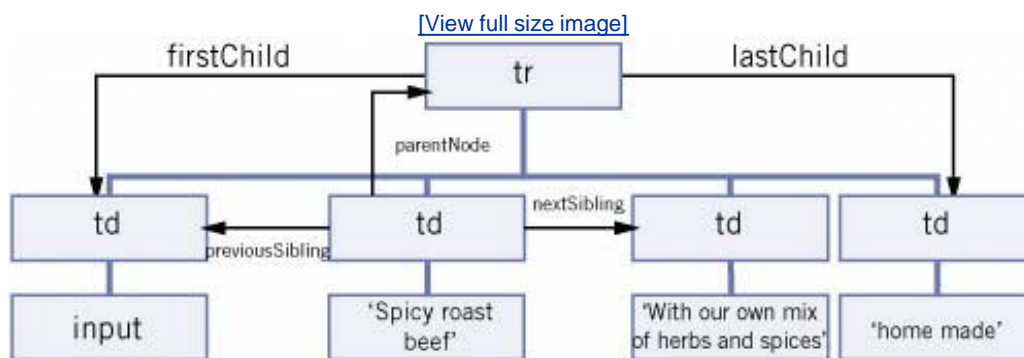 [View full size image]
firstChild
tr
lastChild
parentNode
td
previousSibling
td
nextSibling
td
td
input
‘Spicy roast
beef’
‘With our own mix
of herbs and spices’
‘home made’